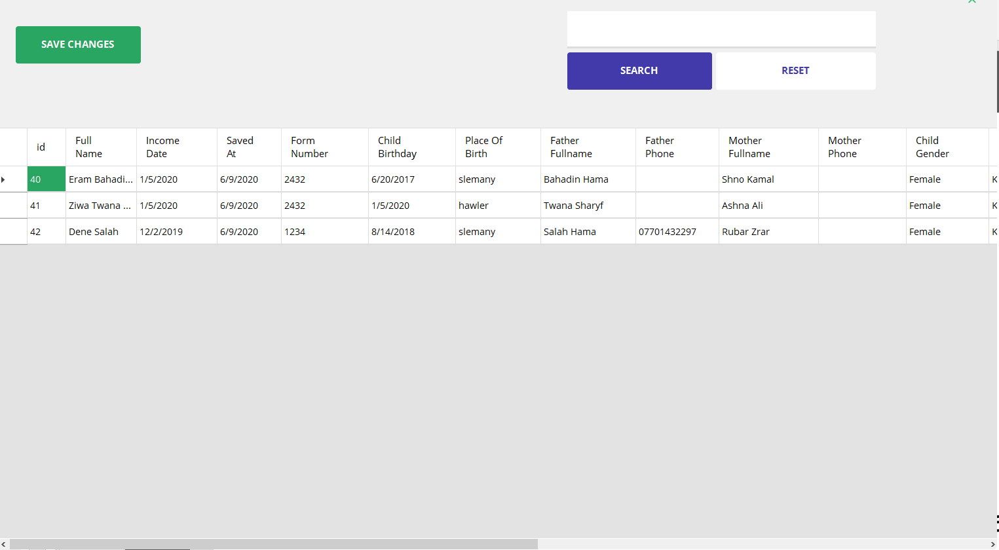 SAVE CHANGES
SEARCH RESET
id Full Name Income Date Saved At Form Number Child Birthday Place Of Birth Father Fullname Father Phone Mother Fullname Mother Phone Child Gender
40 Eram Bahadi... 1/5/2020 6/9/2020 2432 6/20/2017 slemany Bahadin Hama Shno Kamal Female K
41 Ziwa Twana ... 1/5/2020 6/9/2020 2432 1/5/2020 hawler Twana Sharyf Ashna Ali Female K
42 Dene Salah 12/2/2019 6/9/2020 1234 8/14/2018 slemany Salah Hama 07701432297 Rubar Zrar Female K